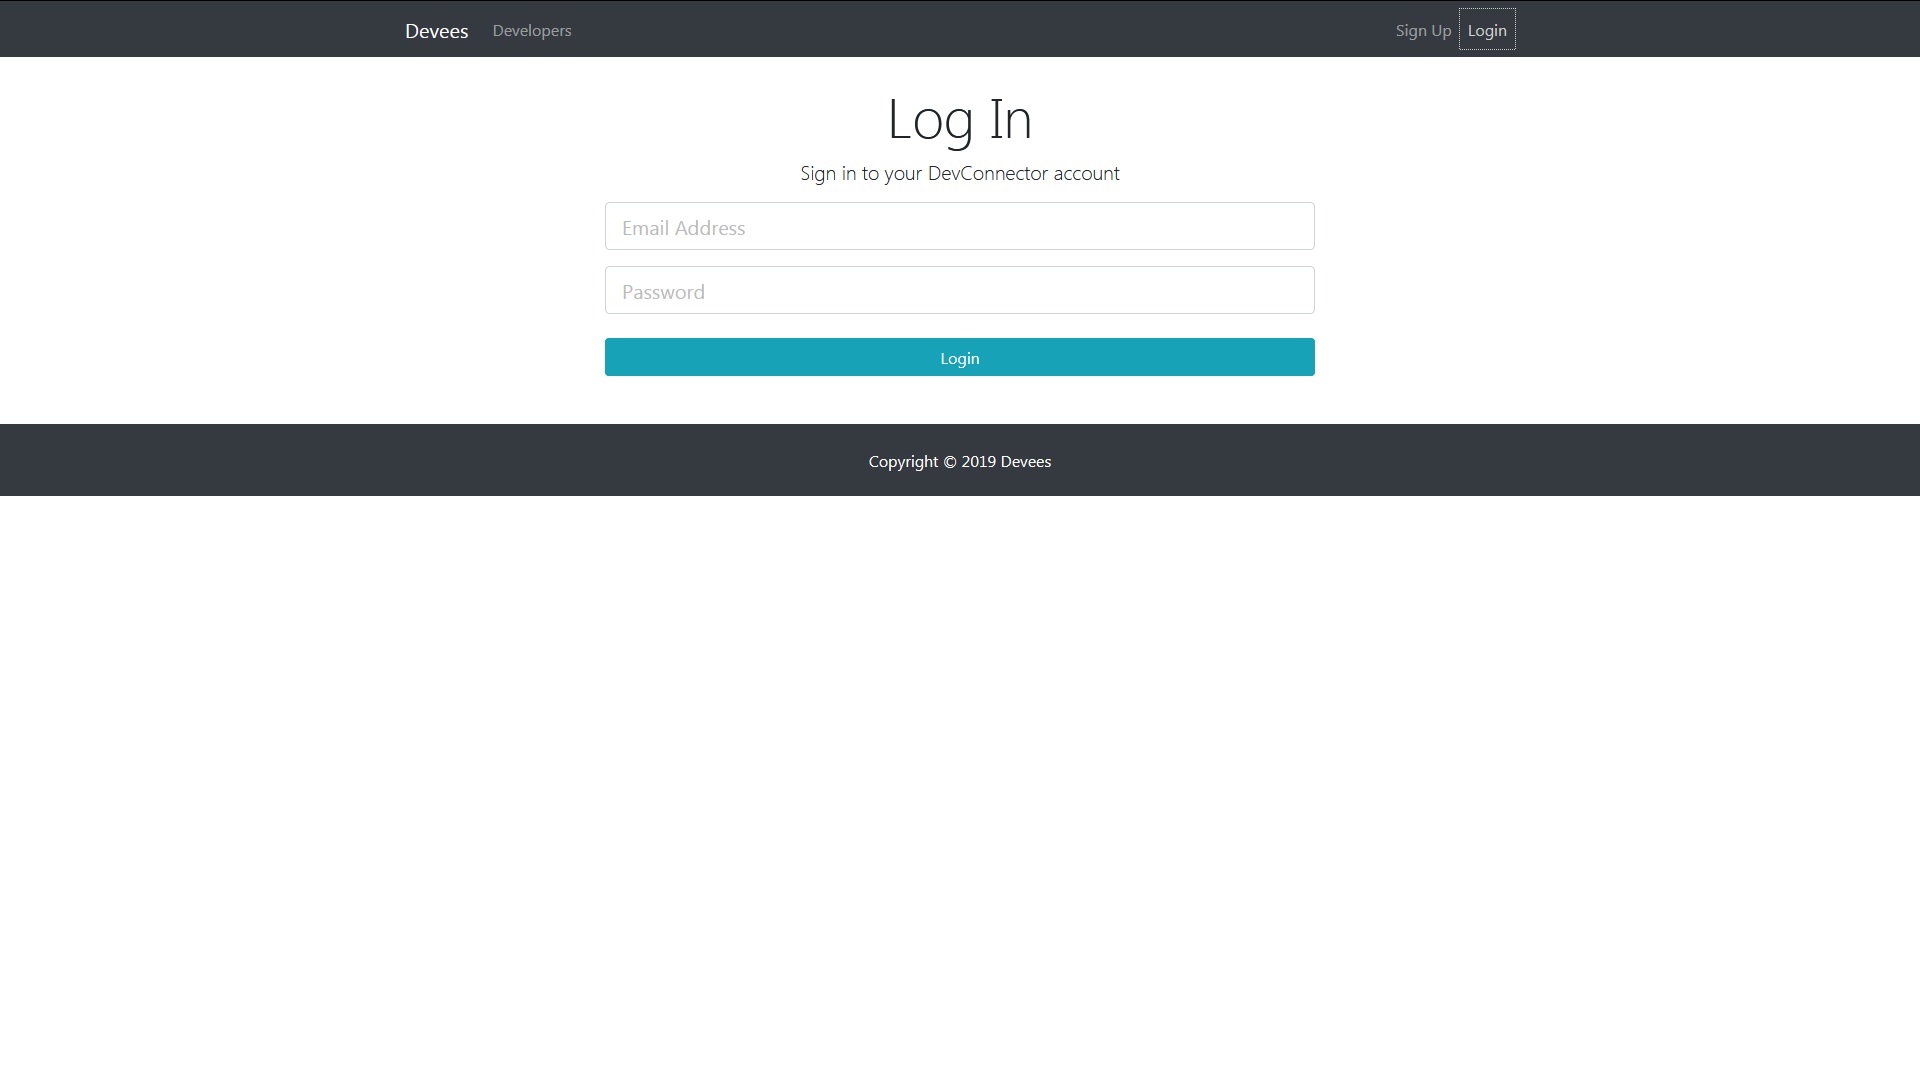 Devees Developers Sign Up Login
Log In
Sign in to your DevConnector account
Email Address
Password
Login
Copyright © 2019 Devees